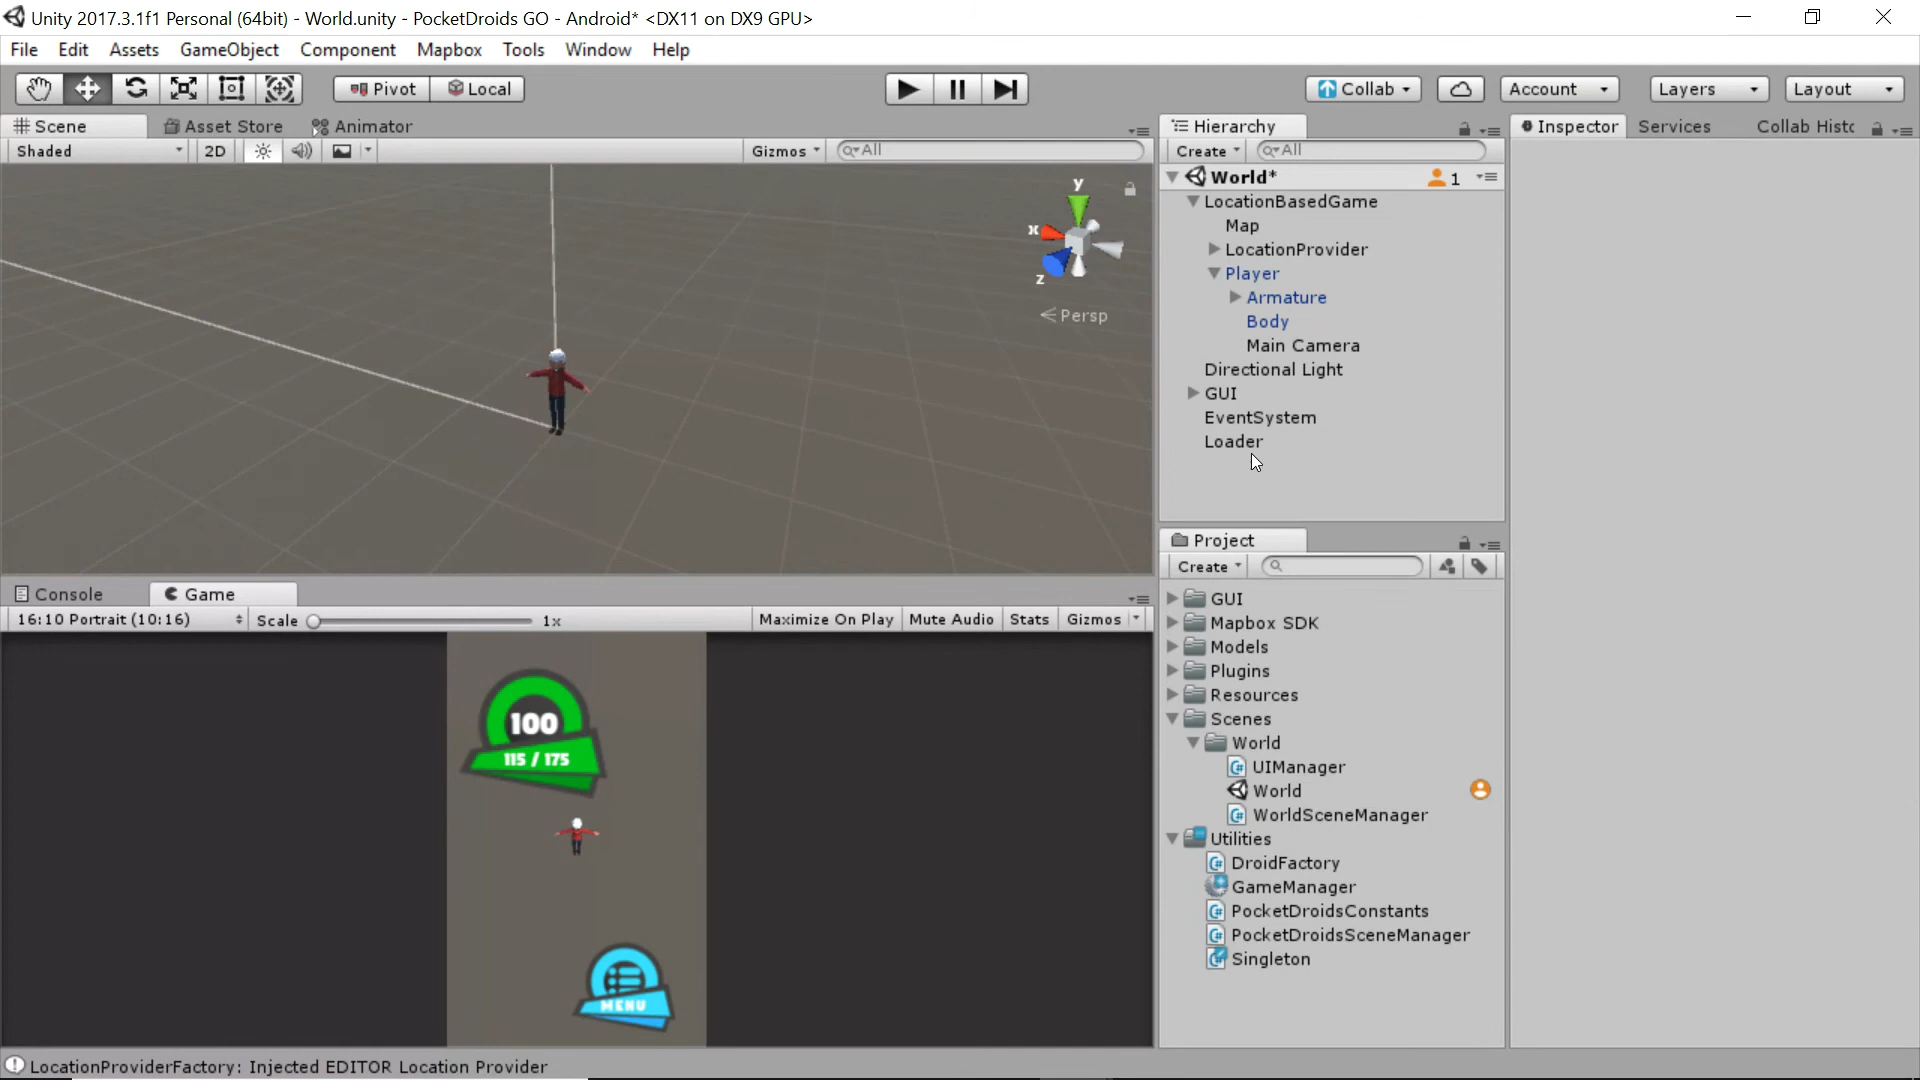 Unity 2017.3.1f1 Personal (64bit) - World.unity - PocketDroids GO - Android* <DX11 on DX9 GPU>
File Edit Assets GameObject Component Mapbox Tools Window Help
Pivot Local Collab Account Layers Layout
Scene Asset Store Animator
Shaded 2D Gizmos All
y
x
z
Persp
Hierarchy
Create All
World* 1
LocationBasedGame
Map
LocationProvider
Player
Armature
Body
Main Camera
Directional Light
GUI
EventSystem
Loader
Inspector Services Collab Histc
Console Game
16:10 Portrait (10:16) Scale 1x Maximize On Play Mute Audio Stats Gizmos
100
115 / 175
MENU
Project
Create
GUI
Mapbox SDK
Models
Plugins
Resources
Scenes
World
UIManager
World
WorldSceneManager
Utilities
DroidFactory
GameManager
PocketDroidsConstants
PocketDroidsSceneManager
Singleton
LocationProviderFactory: Injected EDITOR Location Provider